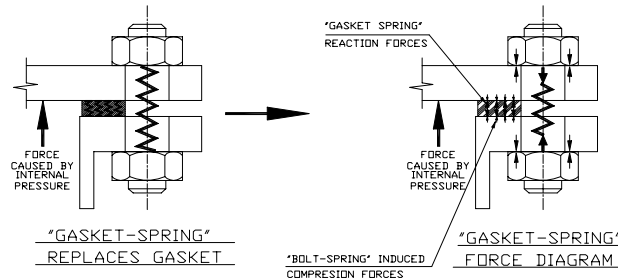 "GASKET SPRING"
REACTION FORCES
FORCE
CAUSED BY
INTERNAL
PRESSURE
FORCE
CAUSED BY
INTERNAL
PRESSURE
"GASKET-SPRING"
REPLACES GASKET
"BOLT-SPRING" INDUCED
COMPRESION FORCES
"GASKET-SPRING"
FORCE DIAGRAM